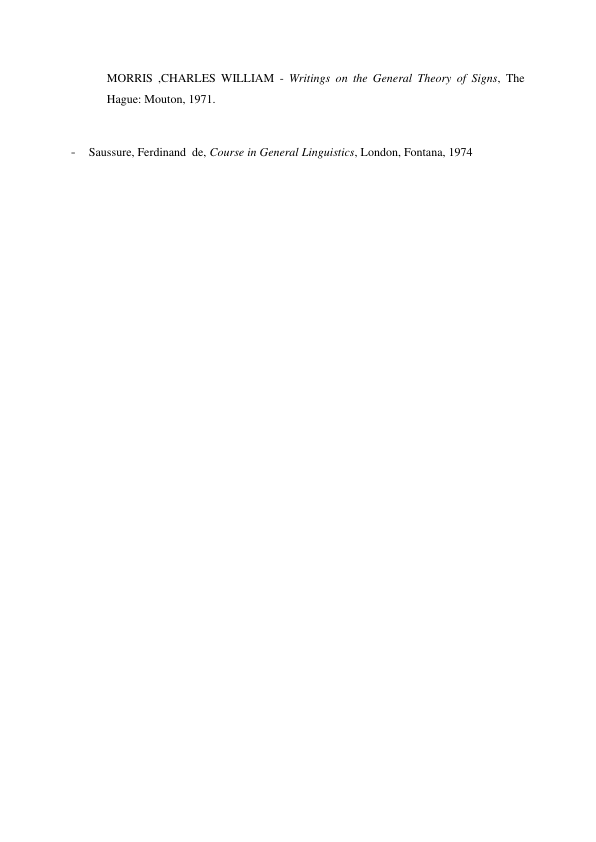 MORRIS ,CHARLES WILLIAM - Writings on the General Theory of Signs, The
Hague: Mouton, 1971.
- Saussure, Ferdinand de, Course in General Linguistics, London, Fontana, 1974